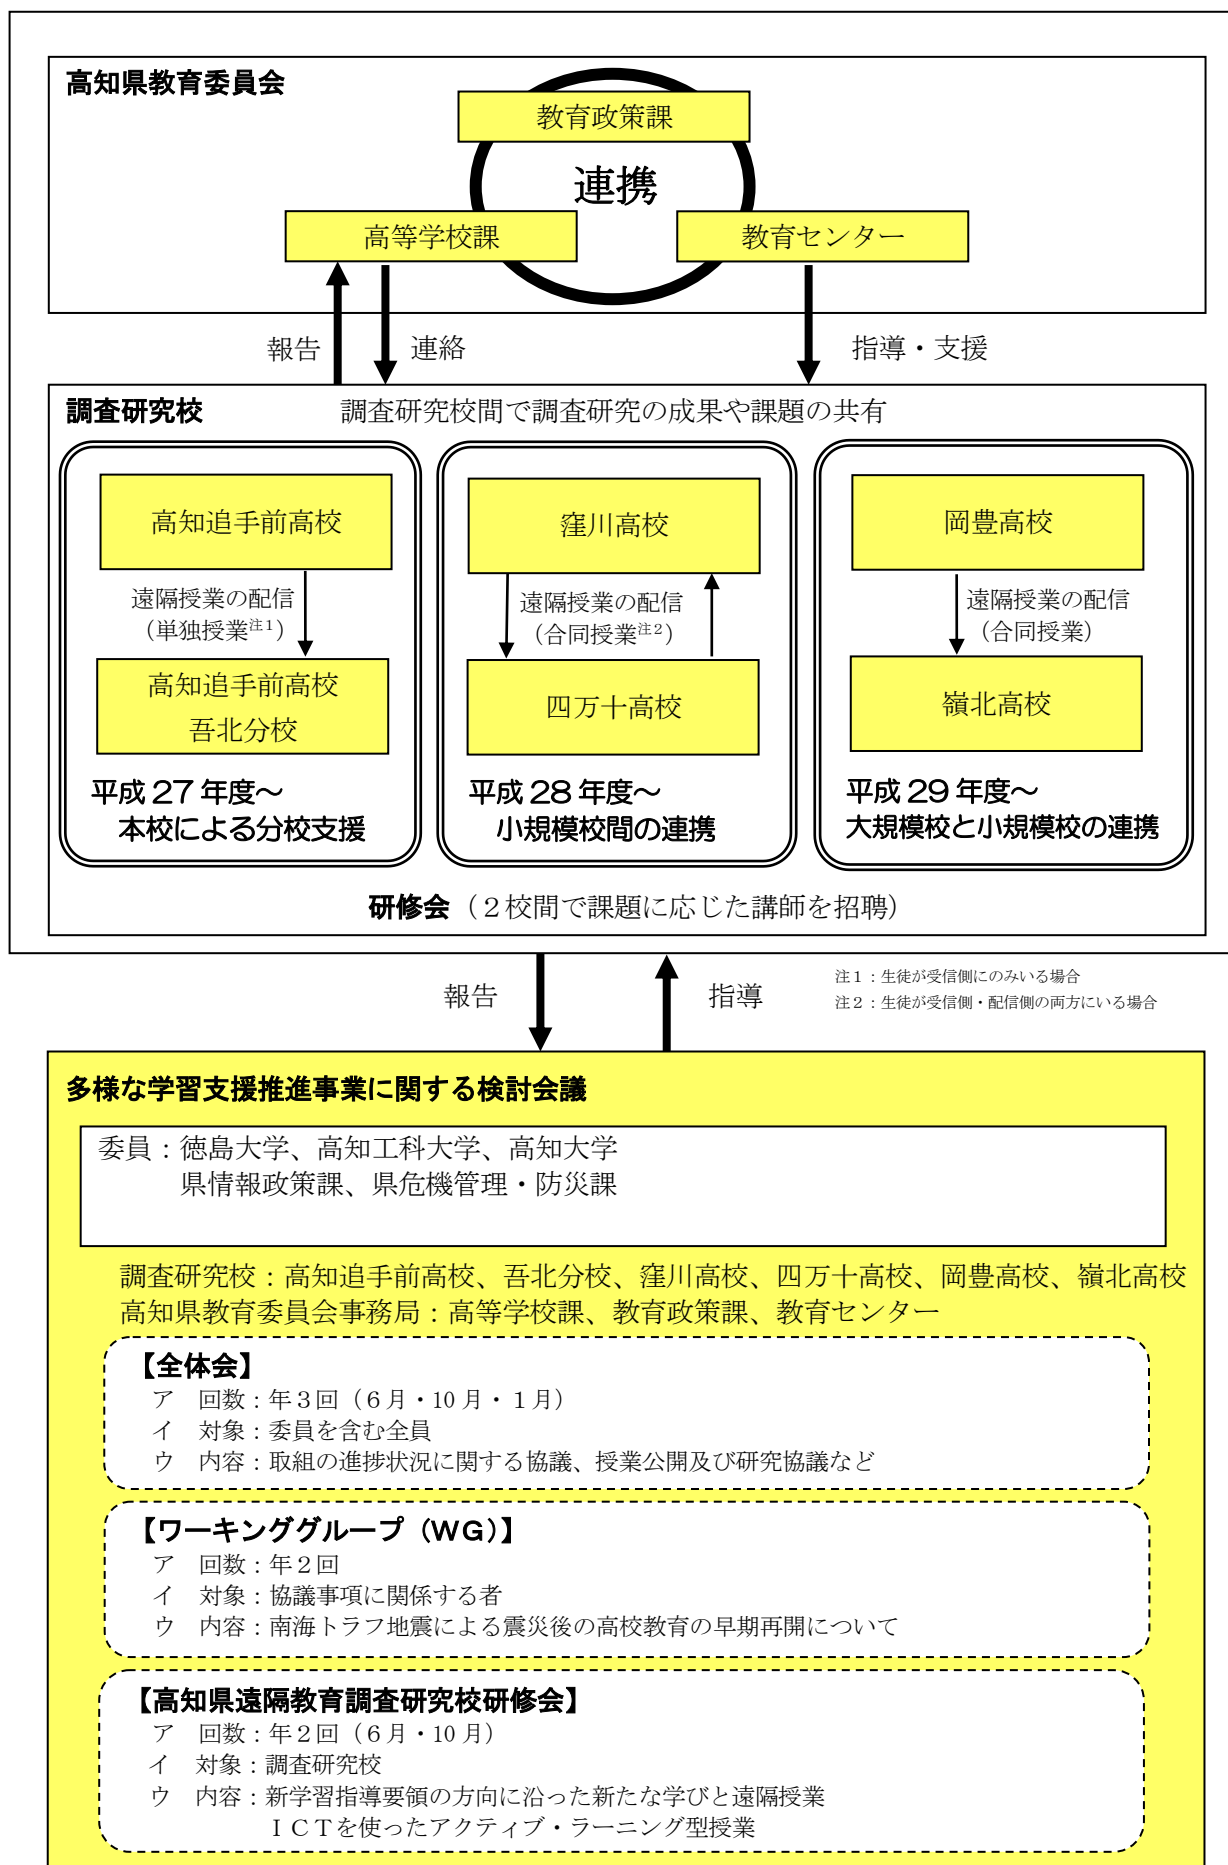 高知県教育委員会
教育政策課
連携
高等学校課
教育センター
報告
連絡
指導・支援
調査研究校
調査研究校間で調査研究の成果や課題の共有
高知追手前高校
遠隔授業の配信
（単独授業注１）
高知追手前高校
吾北分校
平成 27 年度～
本校による分校支援
窪川高校
遠隔授業の配信
（合同授業注２）
四万十高校
平成 28 年度～
小規模校間の連携
岡豊高校
遠隔授業の配信
（合同授業）
嶺北高校
平成 29 年度～
大規模校と小規模校の連携
研修会（２校間で課題に応じた講師を招聘）
報告
指導
注１：生徒が受信側にのみいる場合
注２：生徒が受信側・配信側の両方にいる場合
多様な学習支援推進事業に関する検討会議
委員：徳島大学、高知工科大学、高知大学
県情報政策課、県危機管理・防災課
調査研究校：高知追手前高校、吾北分校、窪川高校、四万十高校、岡豊高校、嶺北高校
高知県教育委員会事務局：高等学校課、教育政策課、教育センター
【全体会】
ア　回数：年３回（６月・10 月・１月）
イ　対象：委員を含む全員
ウ　内容：取組の進捗状況に関する協議、授業公開及び研究協議など
【ワーキンググループ（ＷＧ）】
ア　回数：年２回
イ　対象：協議事項に関係する者
ウ　内容：南海トラフ地震による震災後の高校教育の早期再開について
【高知県遠隔教育調査研究校研修会】
ア　回数：年２回（６月・10 月）
イ　対象：調査研究校
ウ　内容：新学習指導要領の方向に沿った新たな学びと遠隔授業
ＩＣＴを使ったアクティブ・ラーニング型授業